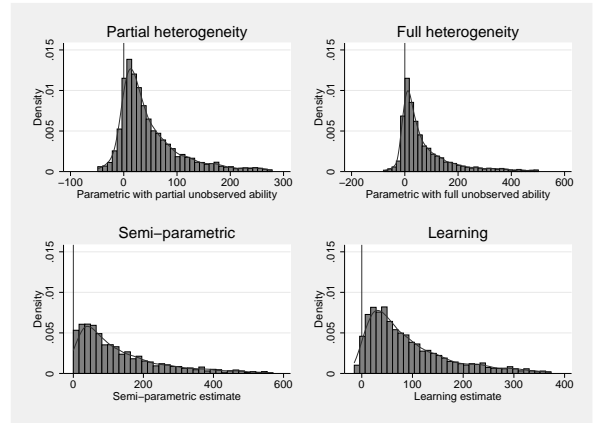 Partial heterogeneity
Density
0 .005 .01 .015
−100 0 100 200 300
Parametric with partial unobserved ability
Full heterogeneity
Density
0 .005 .01 .015
−200 0 200 400 600
Parametric with full unobserved ability
Semi−parametric
Density
0 .005 .01 .015
0 200 400 600
Semi−parametric estimate
Learning
Density
0 .005 .01 .015
0 100 200 300 400
Learning estimate